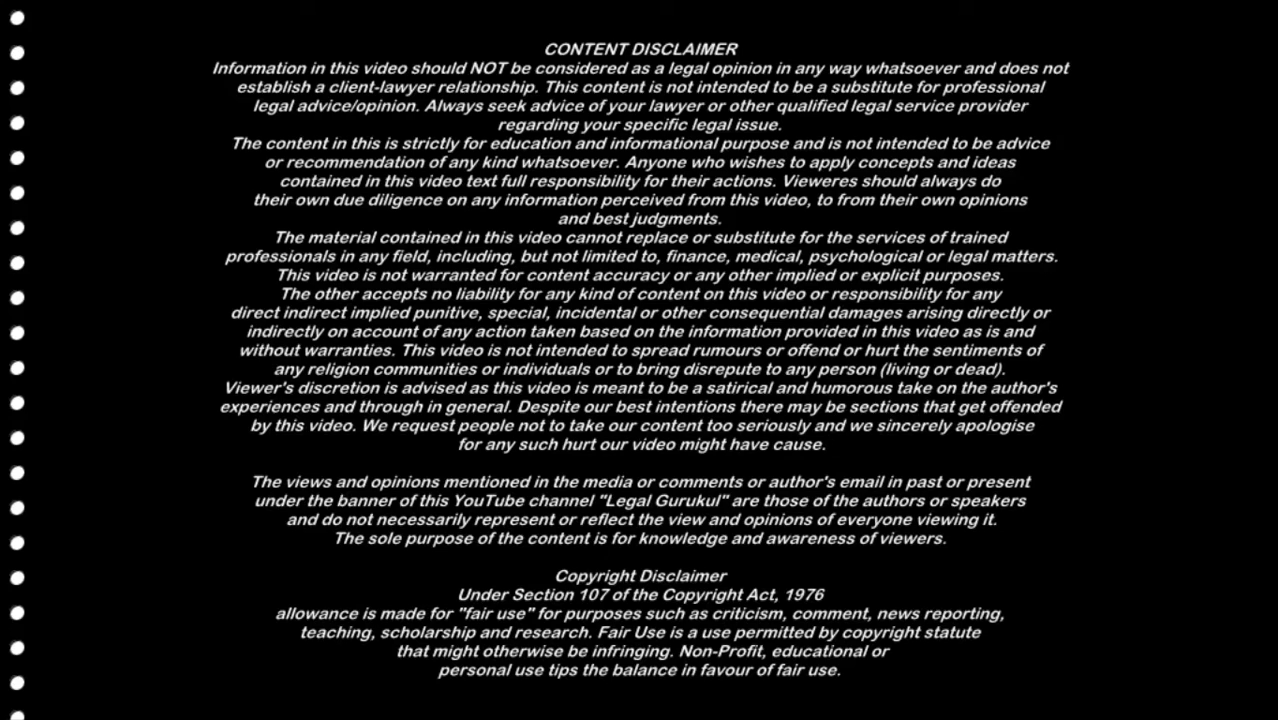 CONTENT DISCLAIMER
Information in this video should NOT be considered as a legal opinion in any way whatsoever and does not
establish a client-lawyer relationship. This content is not intended to be a substitute for professional
legal advice/opinion. Always seek advice of your lawyer or other qualified legal service provider
regarding your specific legal issue.
The content in this is strictly for education and informational purpose and is not intended to be advice
or recommendation of any kind whatsoever. Anyone who wishes to apply concepts and ideas
contained in this video text full responsibility for their actions. Vieweres should always do
their own due diligence on any information perceived from this video, to from their own opinions
and best judgments.
The material contained in this video cannot replace or substitute for the services of trained
professionals in any field, including, but not limited to, finance, medical, psychological or legal matters.
This video is not warranted for content accuracy or any other implied or explicit purposes.
The other accepts no liability for any kind of content on this video or responsibility for any
direct indirect implied punitive, special, incidental or other consequential damages arising directly or
indirectly on account of any action taken based on the information provided in this video as is and
without warranties. This video is not intended to spread rumours or offend or hurt the sentiments of
any religion communities or individuals or to bring disrepute to any person (living or dead).
Viewer's discretion is advised as this video is meant to be a satirical and humorous take on the author's
experiences and through in general. Despite our best intentions there may be sections that get offended
by this video. We request people not to take our content too seriously and we sincerely apologise
for any such hurt our video might have cause.
The views and opinions mentioned in the media or comments or author's email in past or present
under the banner of this YouTube channel "Legal Gurukul" are those of the authors or speakers
and do not necessarily represent or reflect the view and opinions of everyone viewing it.
The sole purpose of the content is for knowledge and awareness of viewers.
Copyright Disclaimer
Under Section 107 of the Copyright Act, 1976
allowance is made for "fair use" for purposes such as criticism, comment, news reporting,
teaching, scholarship and research. Fair Use is a use permitted by copyright statute
that might otherwise be infringing. Non-Profit, educational or
personal use tips the balance in favour of fair use.